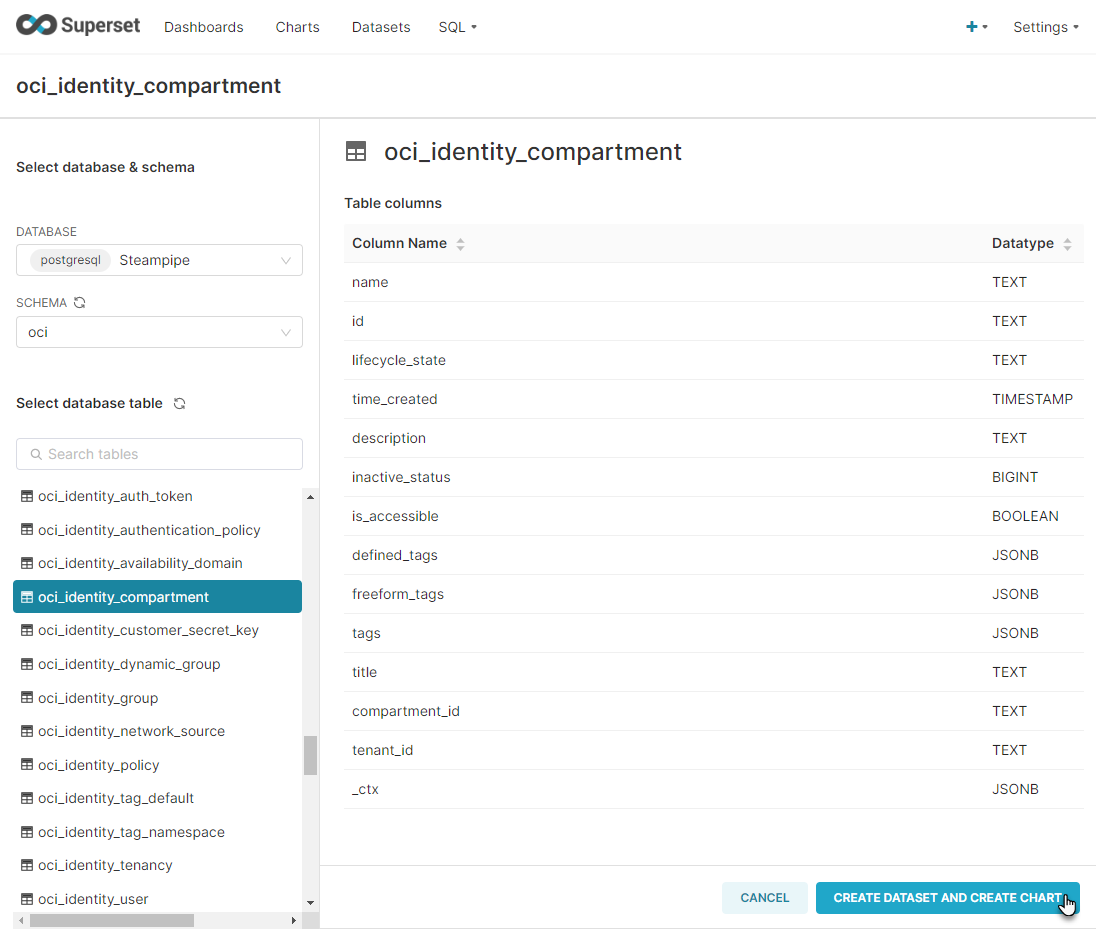 Superset Dashboards Charts Datasets SQL Settings
oci_identity_compartment
Select database & schema
DATABASE
postgresql Steampipe
SCHEMA
oci
Select database table
Search tables
oci_identity_auth_token
oci_identity_authentication_policy
oci_identity_availability_domain
oci_identity_compartment
oci_identity_customer_secret_key
oci_identity_dynamic_group
oci_identity_group
oci_identity_network_source
oci_identity_policy
oci_identity_tag_default
oci_identity_tag_namespace
oci_identity_tenancy
oci_identity_user
oci_identity_compartment
Table columns
Column Name Datatype
name TEXT
id TEXT
lifecycle_state TEXT
time_created TIMESTAMP
description TEXT
inactive_status BIGINT
is_accessible BOOLEAN
defined_tags JSONB
freeform_tags JSONB
tags JSONB
title TEXT
compartment_id TEXT
tenant_id TEXT
_ctx JSONB
CANCEL CREATE DATASET AND CREATE CHART